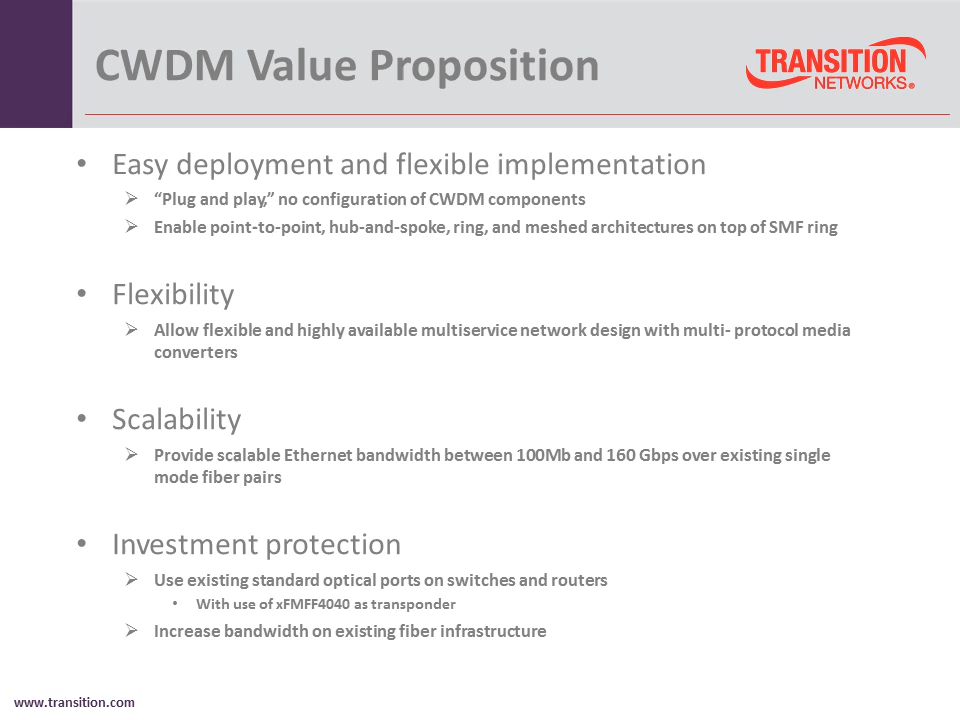 CWDM Value Proposition
TRANSITION
NETWORKS®
• Easy deployment and flexible implementation
➢ “Plug and play,” no configuration of CWDM components
➢ Enable point-to-point, hub-and-spoke, ring, and meshed architectures on top of SMF ring
• Flexibility
➢ Allow flexible and highly available multiservice network design with multi- protocol media
converters
• Scalability
➢ Provide scalable Ethernet bandwidth between 100Mb and 160 Gbps over existing single
mode fiber pairs
• Investment protection
➢ Use existing standard optical ports on switches and routers
• With use of xFMFF4040 as transponder
➢ Increase bandwidth on existing fiber infrastructure
www.transition.com